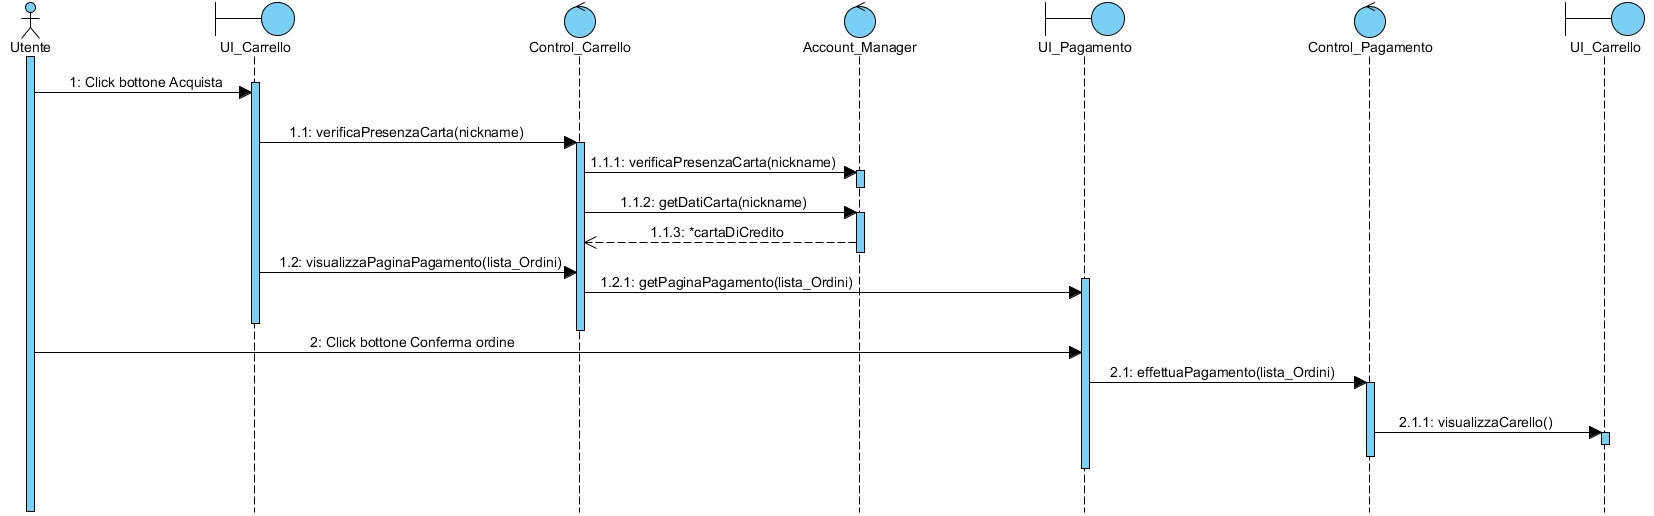 Utente
UI_Carrello
Control_Carrello
Account_Manager
UI_Pagamento
Control_Pagamento
UI_Carrello
1: Click bottone Acquista
1.1: verificaPresenzaCarta(nickname)
1.1.1: verificaPresenzaCarta(nickname)
1.1.2: getDatiCarta(nickname)
1.1.3: *cartaDiCredito
1.2: visualizzaPaginaPagamento(lista_Ordini)
1.2.1: getPaginaPagamento(lista_Ordini)
2: Click bottone Conferma ordine
2.1: effettuaPagamento(lista_Ordini)
2.1.1: visualizzaCarello()